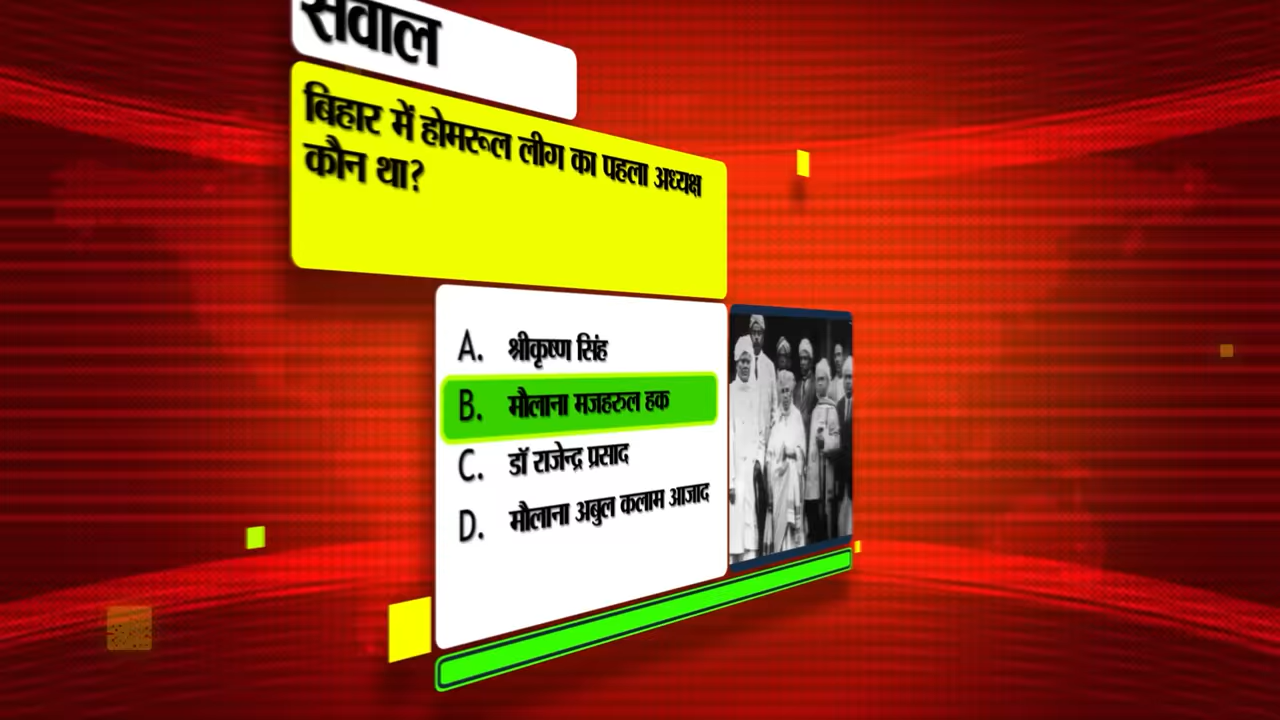 सवाल
बिहार में होमरूल लीग का पहला अध्यक्ष
कौन था?
A. श्रीकृष्ण सिंह
B. मौलाना मजहरुल हक
C. डॉ राजेन्द्र प्रसाद
D. मौलाना अबुल कलाम आजाद